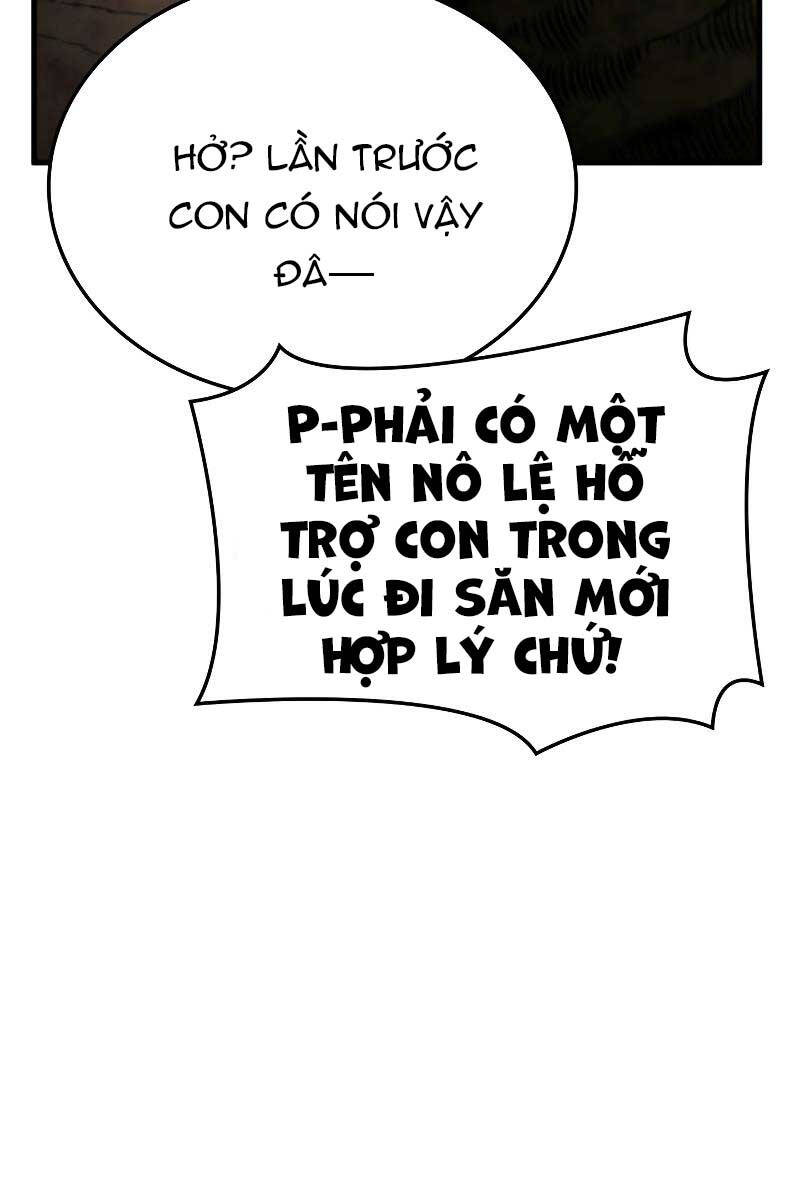 HỞ? LẦN TRƯỚC
CON CÓ NÓI VẬY
ĐÂ—
P-PHẢI CÓ MỘT
TÊN NÔ LỆ HỖ
TRỢ CON TRONG
LÚC ĐI SĂN MỚI
HỢP LÝ CHỨ!